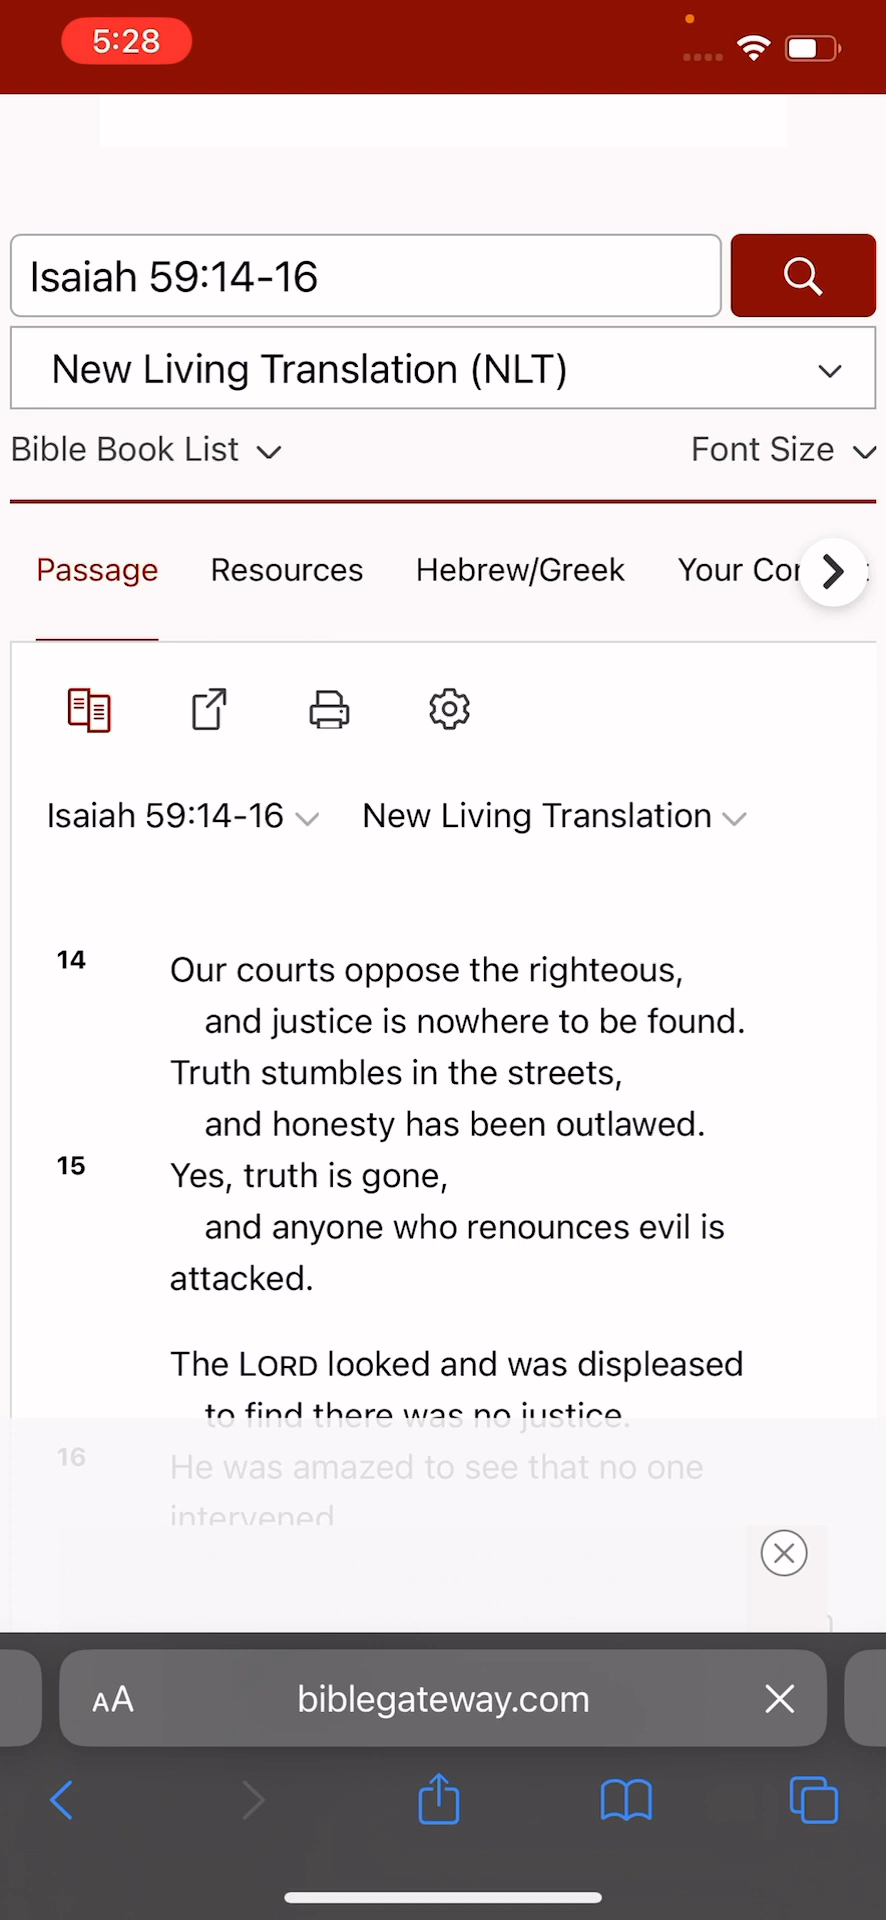 5:28
Isaiah 59:14-16
New Living Translation (NLT)
Bible Book List
Font Size
Passage Resources Hebrew/Greek Your Con
Isaiah 59:14-16 New Living Translation
14 Our courts oppose the righteous,
and justice is nowhere to be found.
Truth stumbles in the streets,
and honesty has been outlawed.
15 Yes, truth is gone,
and anyone who renounces evil is
attacked.
The LORD looked and was displeased
to find there was no justice.
16 He was amazed to see that no one
intervened
AA biblegateway.com